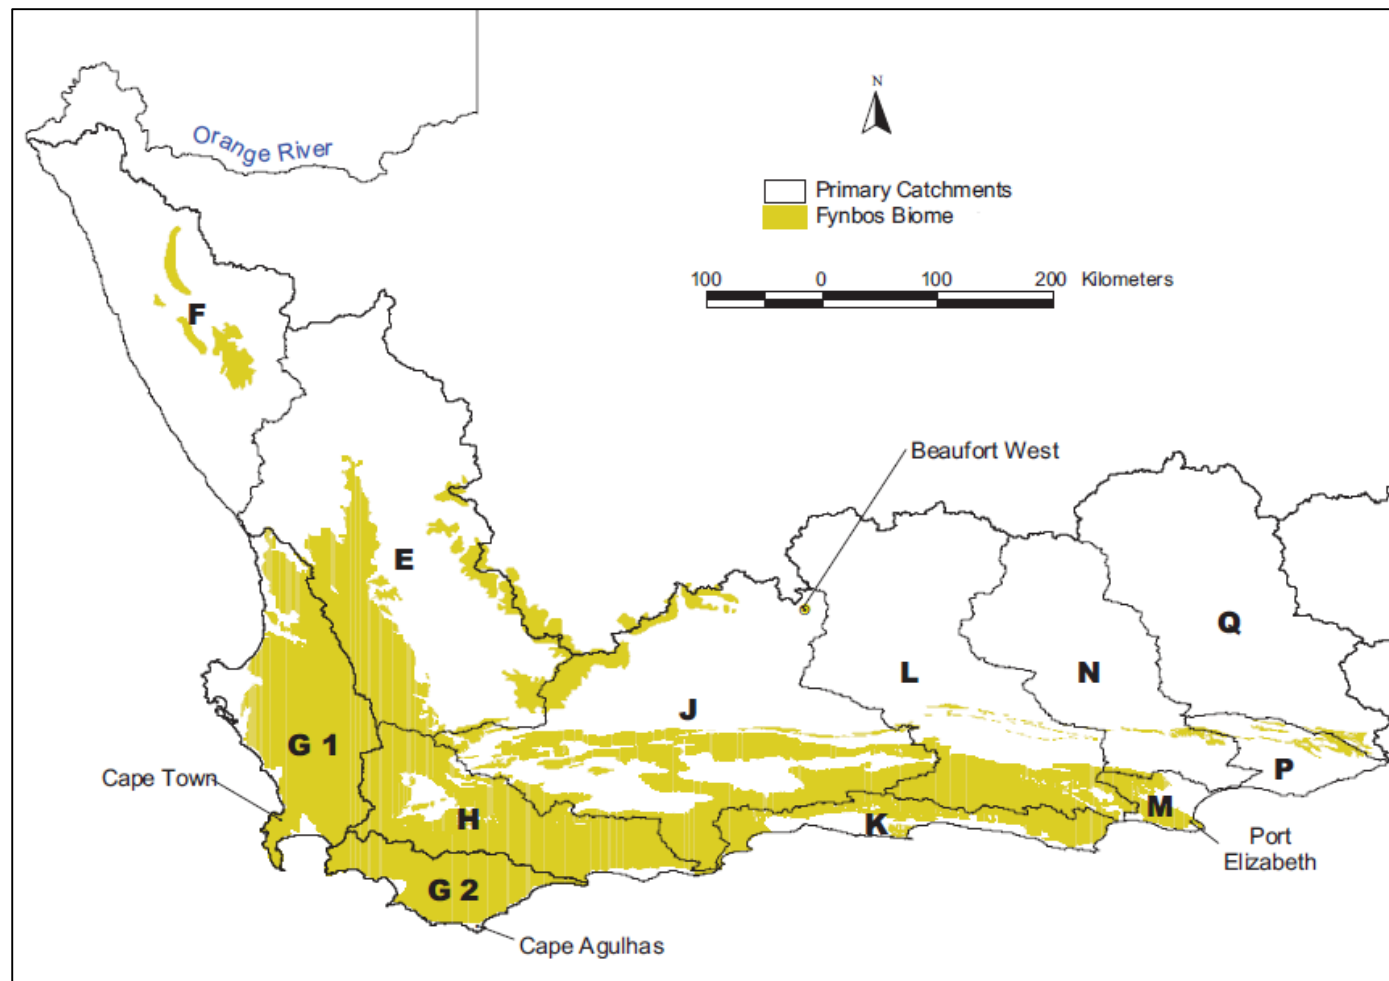 N
Orange River
Primary Catchments
Fynbos Biome
100 0 100 200 Kilometers
F
Beaufort West
E
Q
L
N
J
G 1
P
Cape Town
M
H
K
Port
Elizabeth
G 2
Cape Agulhas